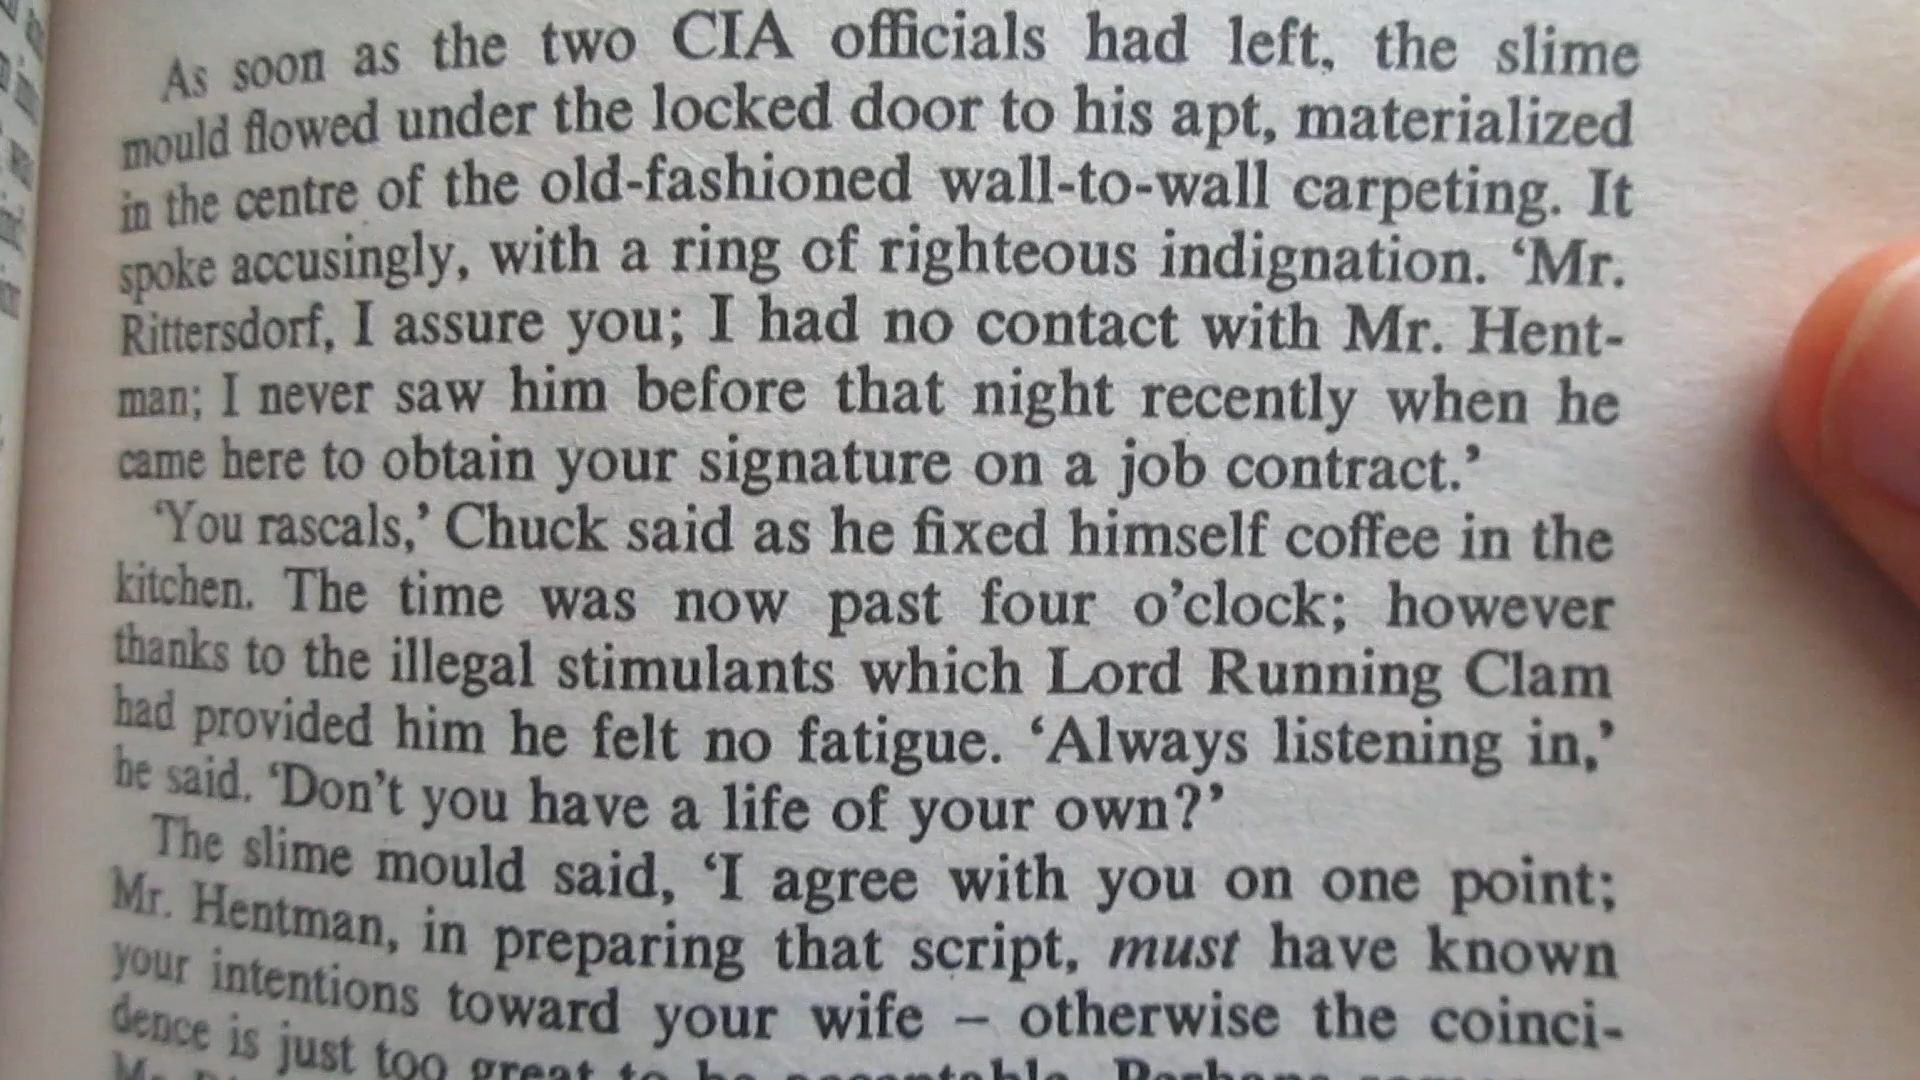 As soon as the two CIA officials had left, the slime
mould flowed under the locked door to his apt, materialized
in the centre of the old-fashioned wall-to-wall carpeting. It
spoke accusingly, with a ring of righteous indignation. ‘Mr.
Rittersdorf, I assure you; I had no contact with Mr. Hent-
man; I never saw him before that night recently when he
came here to obtain your signature on a job contract.’
‘You rascals,’ Chuck said as he fixed himself coffee in the
kitchen. The time was now past four o’clock; however
thanks to the illegal stimulants which Lord Running Clam
had provided him he felt no fatigue. ‘Always listening in,’
he said. ‘Don’t you have a life of your own?’
The slime mould said, ‘I agree with you on one point;
Mr. Hentman, in preparing that script, must have known
your intentions toward your wife – otherwise the coinci-
dence is just too great to be acceptable. Perhaps